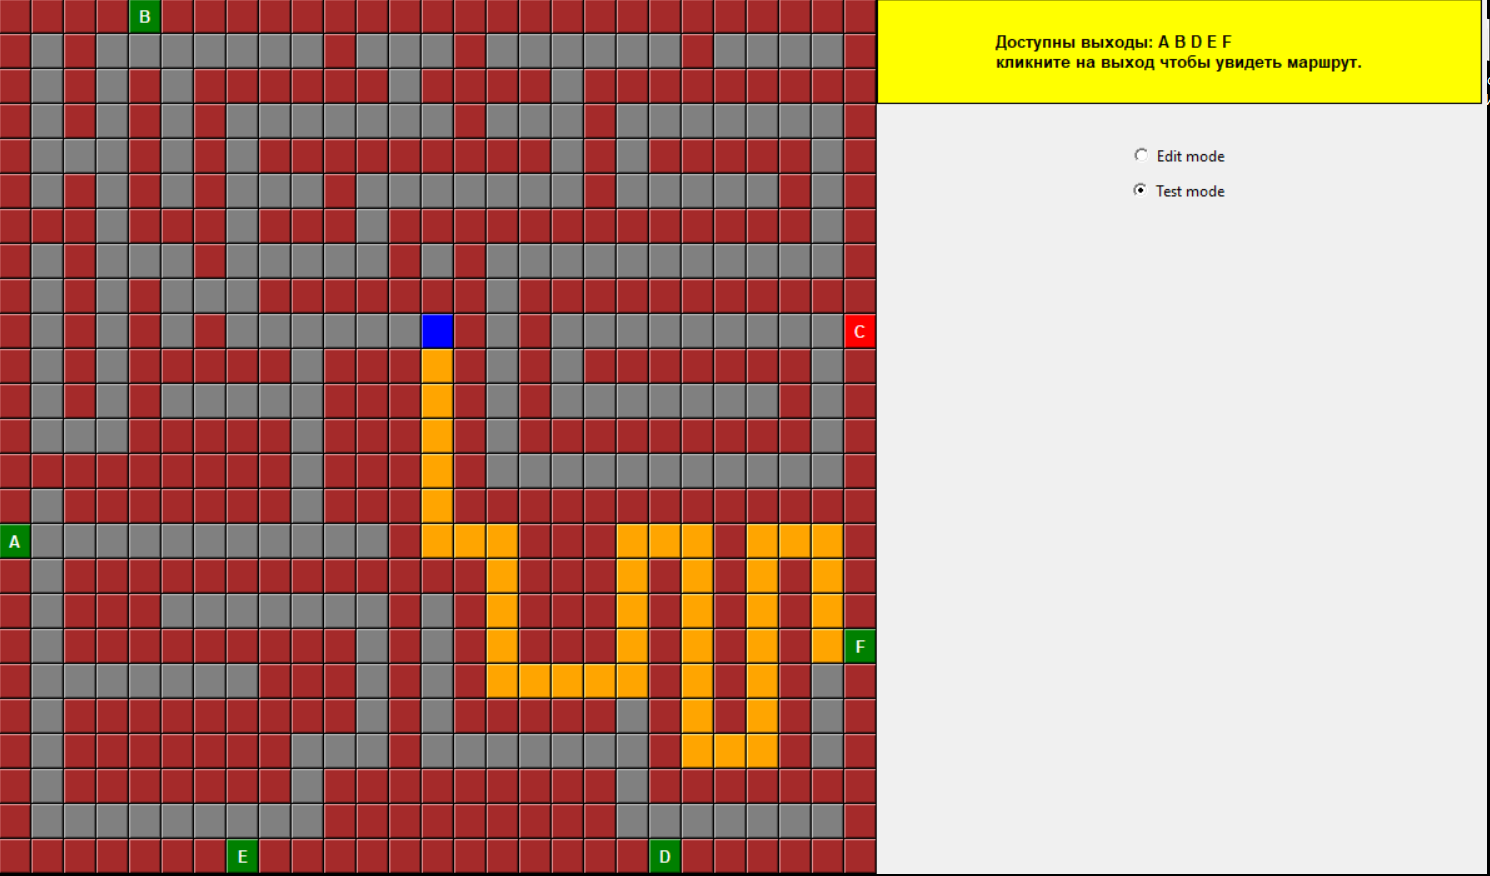 B
Доступны выходы: A B D E F
кликните на выход чтобы увидеть маршрут.
Edit mode
Test mode
C
A
F
E
D